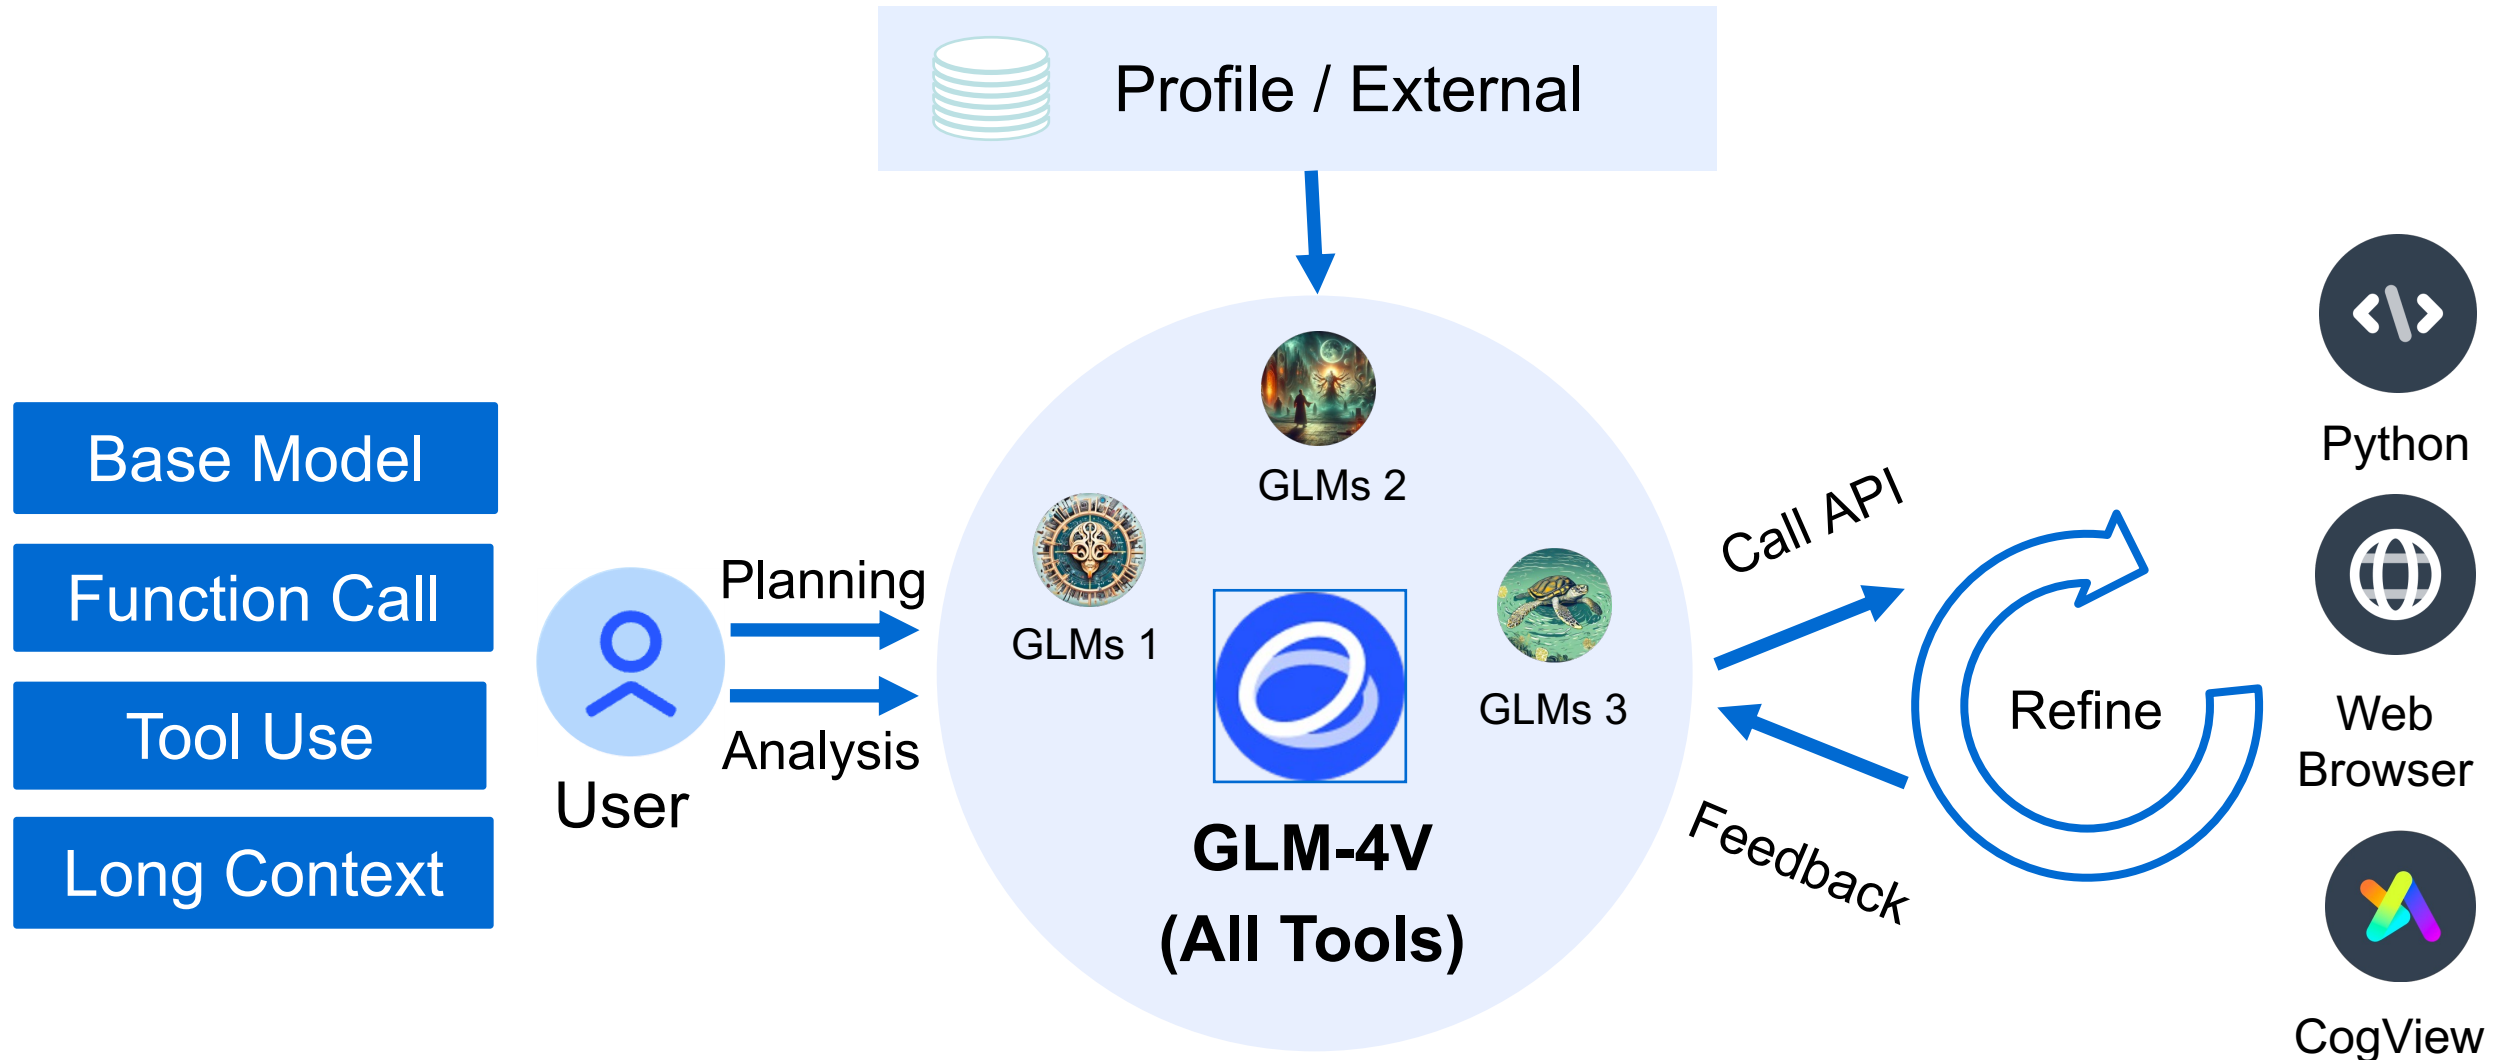 Profile / External
Base Model
Function Call
Tool Use
Long Context
User
Planning
Analysis
GLMs 1
GLMs 2
GLMs 3
GLM-4V
(All Tools)
Call API
Feedback
Refine
Python
Web
Browser
CogView